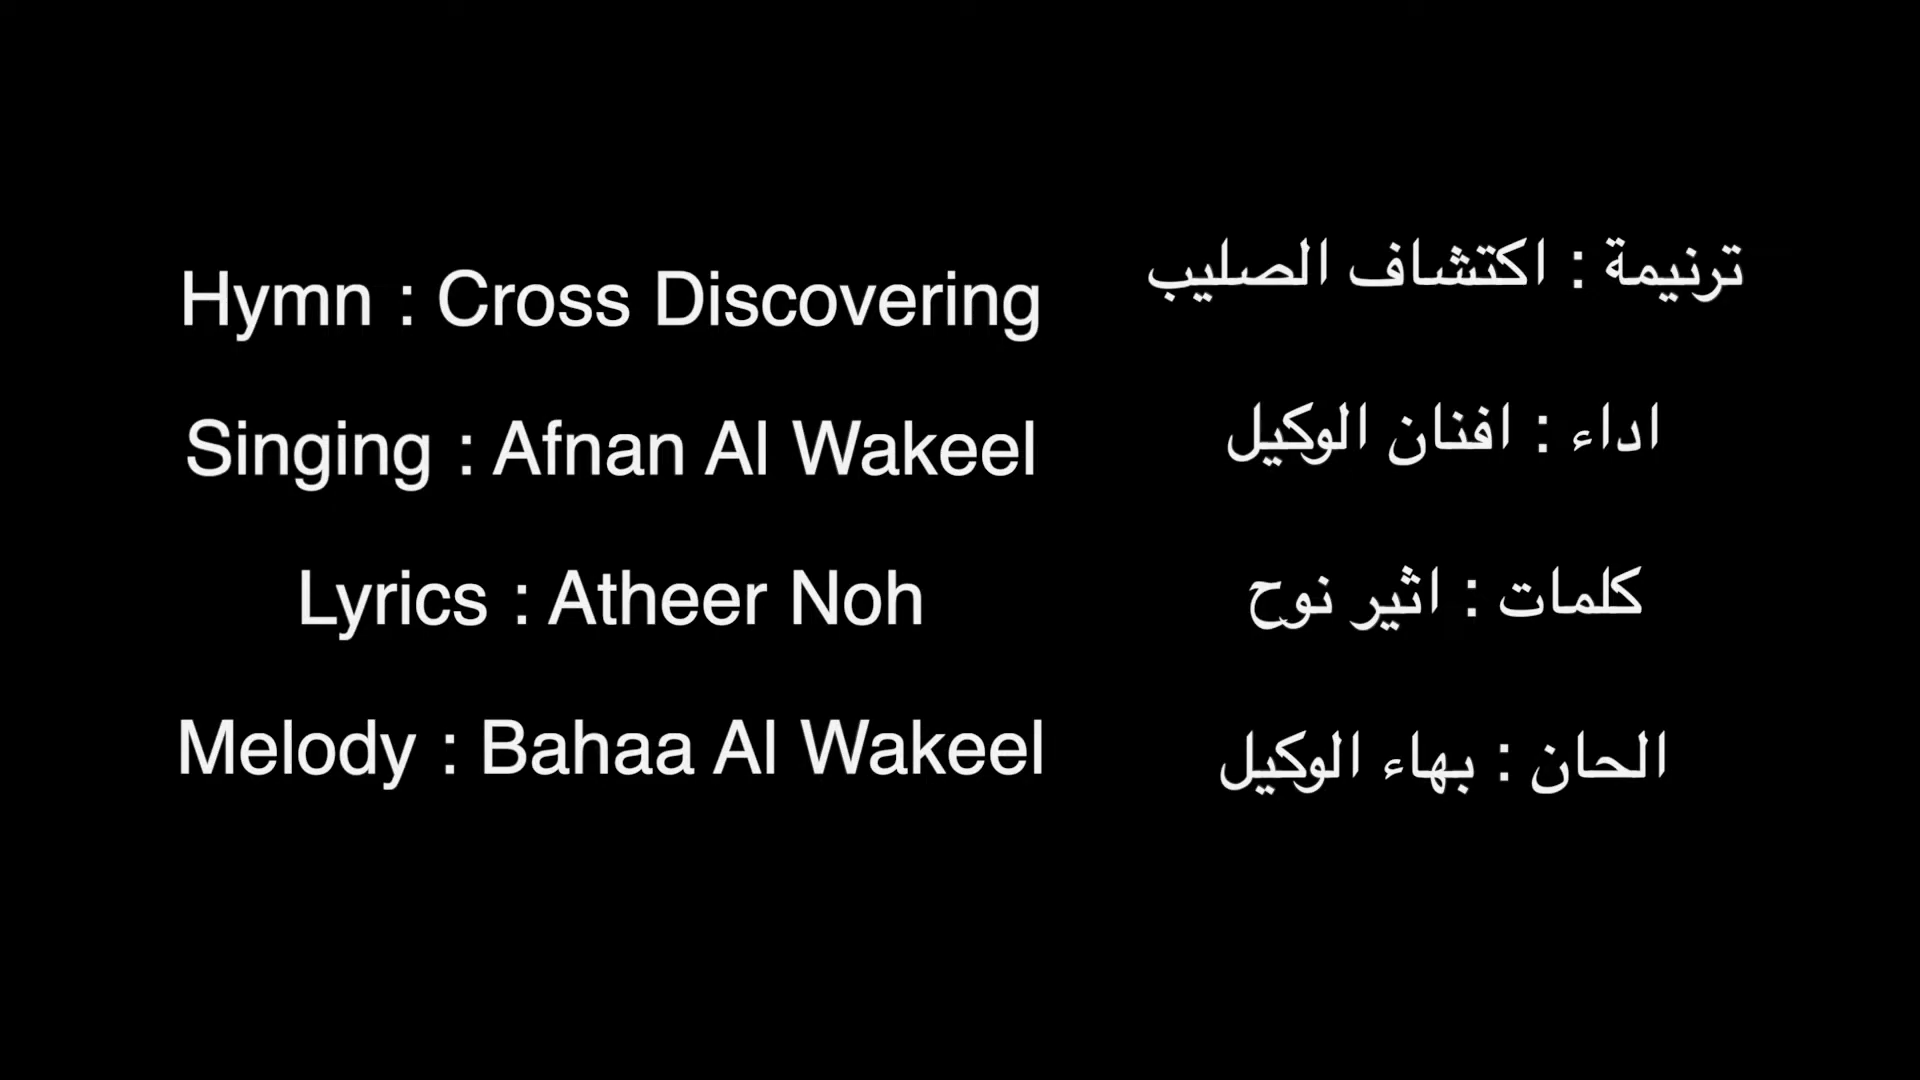 Hymn : Cross Discovering
Singing : Afnan Al Wakeel
Lyrics : Atheer Noh
Melody : Bahaa Al Wakeel
ترنيمة : اكتشاف الصليب
اداء : افنان الوكيل
كلمات : اثير نوح
الحان : بهاء الوكيل